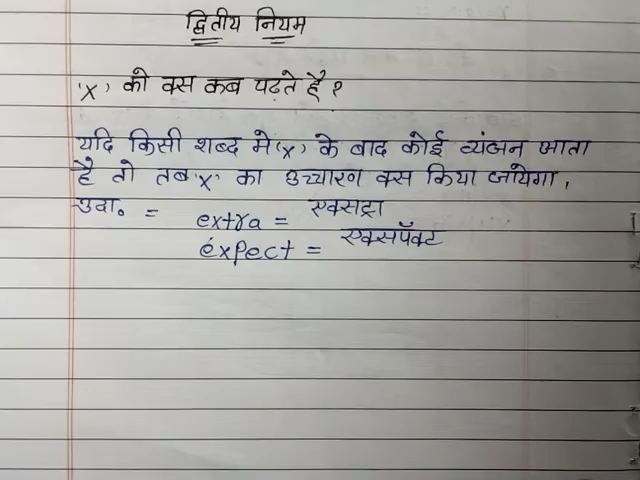 द्वितीय नियम
'X' को क्स कब पढ़ते है ?
यदि किसी शब्द मे 'X' के बाद कोई व्यंजन आता
है तो तब 'X' का उच्चारण क्स किया जायेगा,
उदा० = extra = एक्सट्रा
expect = एक्सपॅक्ट